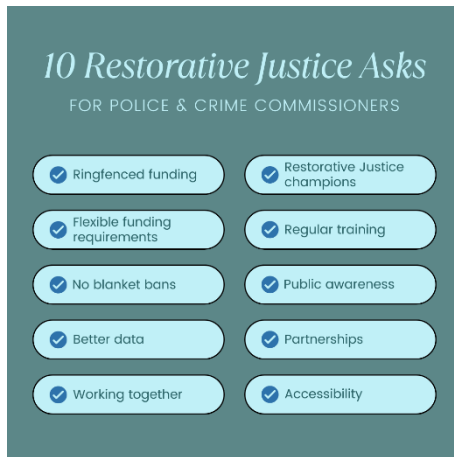 10 Restorative Justice Asks
FOR POLICE & CRIME COMMISSIONERS
Ringfenced funding
Flexible funding
requirements
No blanket bans
Better data
Working together
Restorative Justice
champions
Regular training
Public awareness
Partnerships
Accessibility